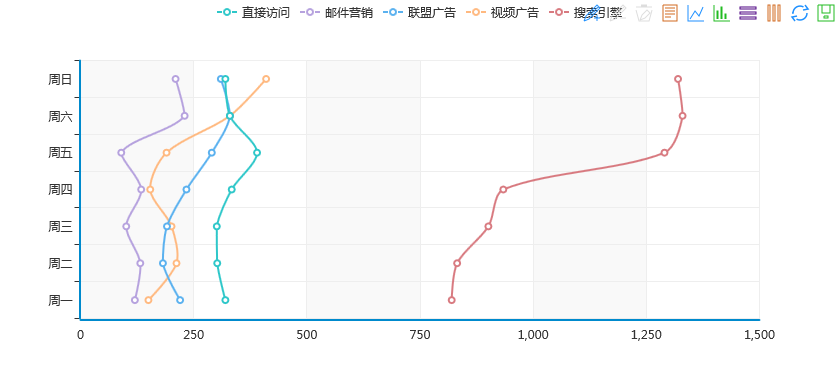 直接访问 邮件营销 联盟广告 视频广告 搜索引擎
周日
周六
周五
周四
周三
周二
周一
0 250 500 750 1,000 1,250 1,500